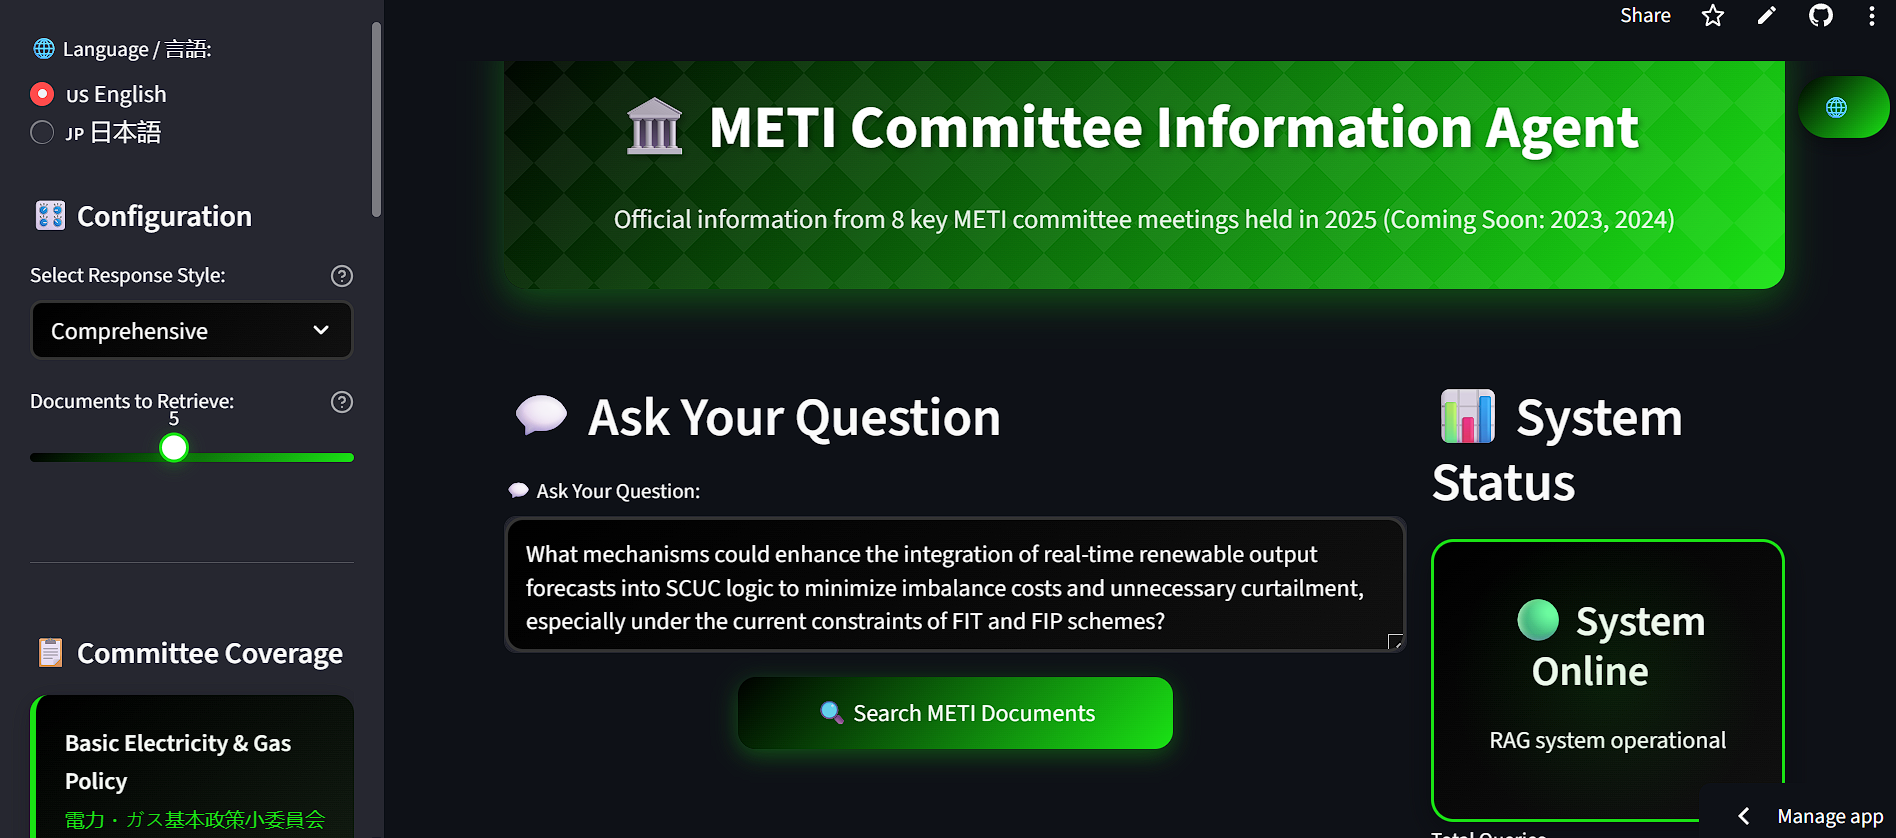 Language / 言語:
us English
JP 日本語
Configuration
Select Response Style:
Comprehensive
Documents to Retrieve:
5
Committee Coverage
Basic Electricity & Gas
Policy
電力・ガス基本政策小委員会
Share
METI Committee Information Agent
Official information from 8 key METI committee meetings held in 2025 (Coming Soon: 2023, 2024)
Ask Your Question
Ask Your Question:
What mechanisms could enhance the integration of real-time renewable output
forecasts into SCUC logic to minimize imbalance costs and unnecessary curtailment,
especially under the current constraints of FIT and FIP schemes?
Search METI Documents
System
Status
System
Online
RAG system operational
Total Queries
Manage app